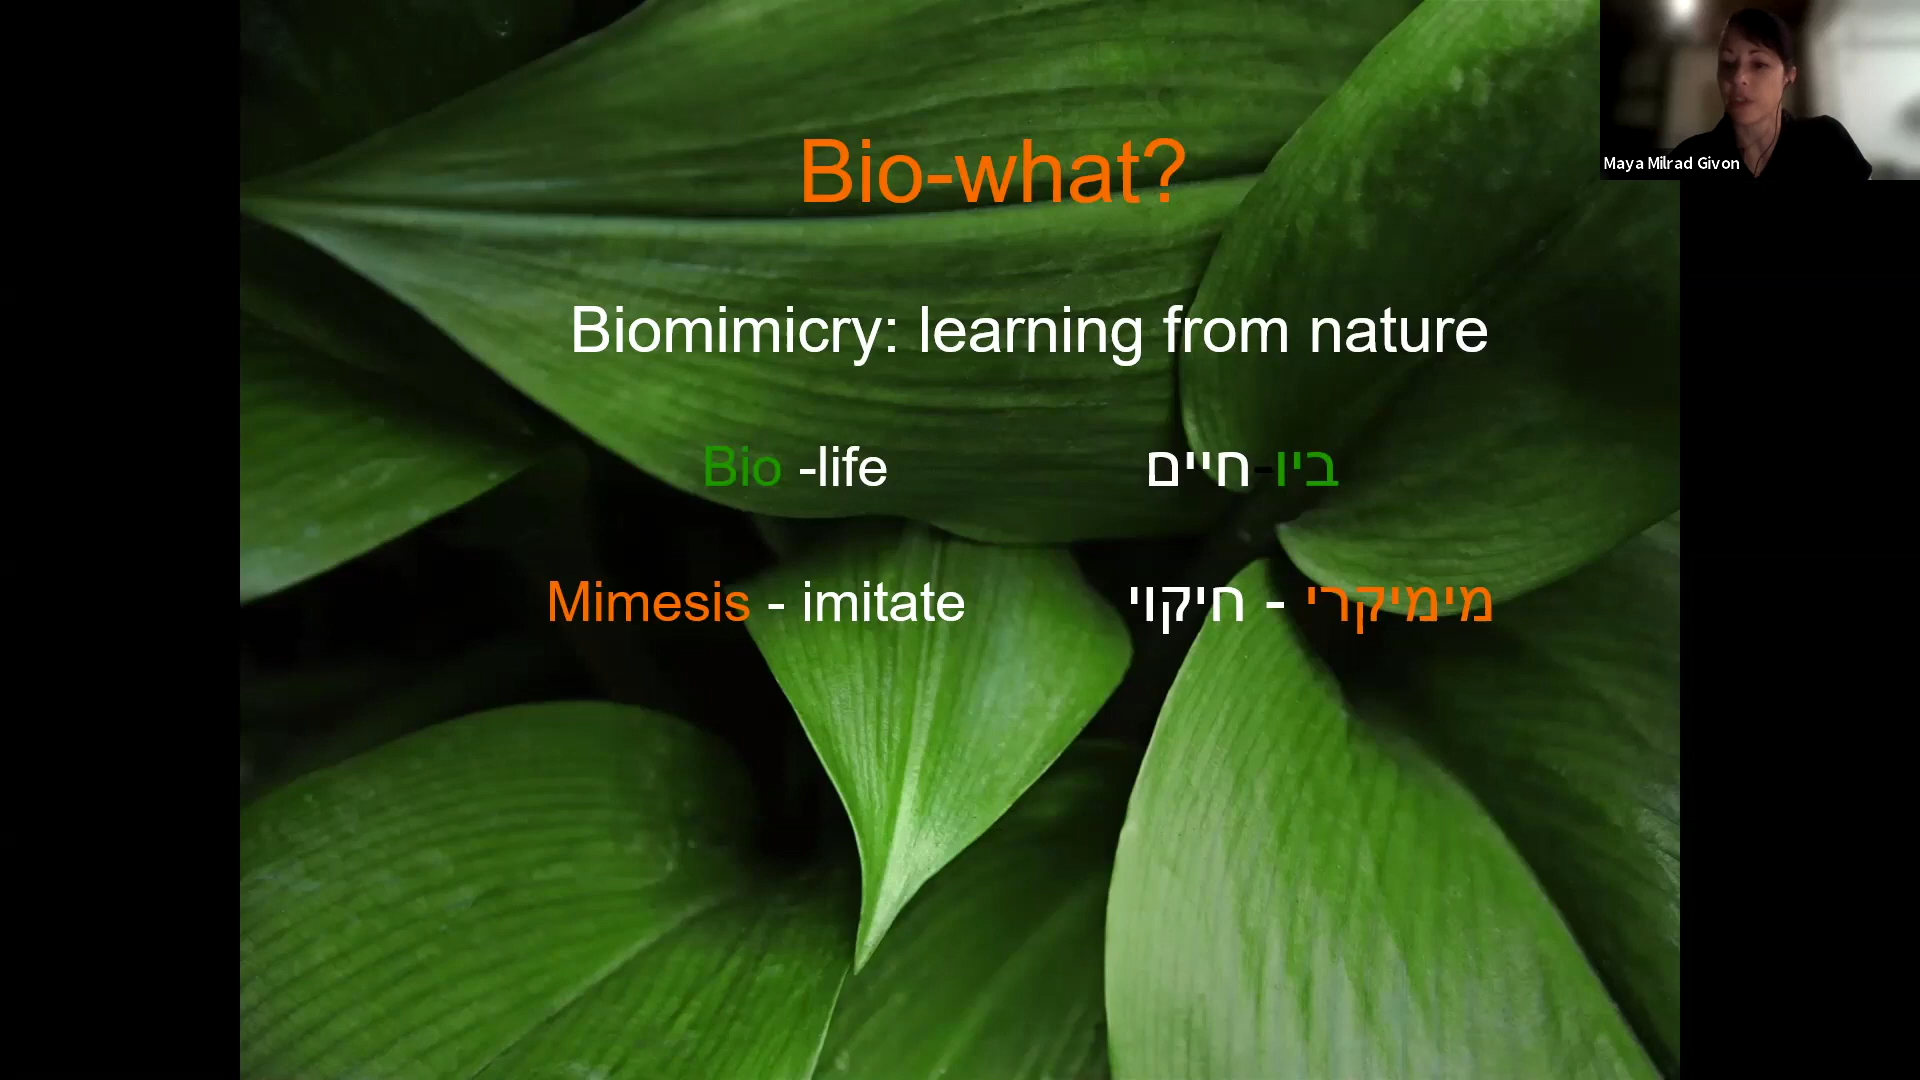 Bio-what?
Maya Milrad Givon
Biomimicry: learning from nature
Bio -life
ביו-חיים
Mimesis - imitate
מימיקרי - חיקוי